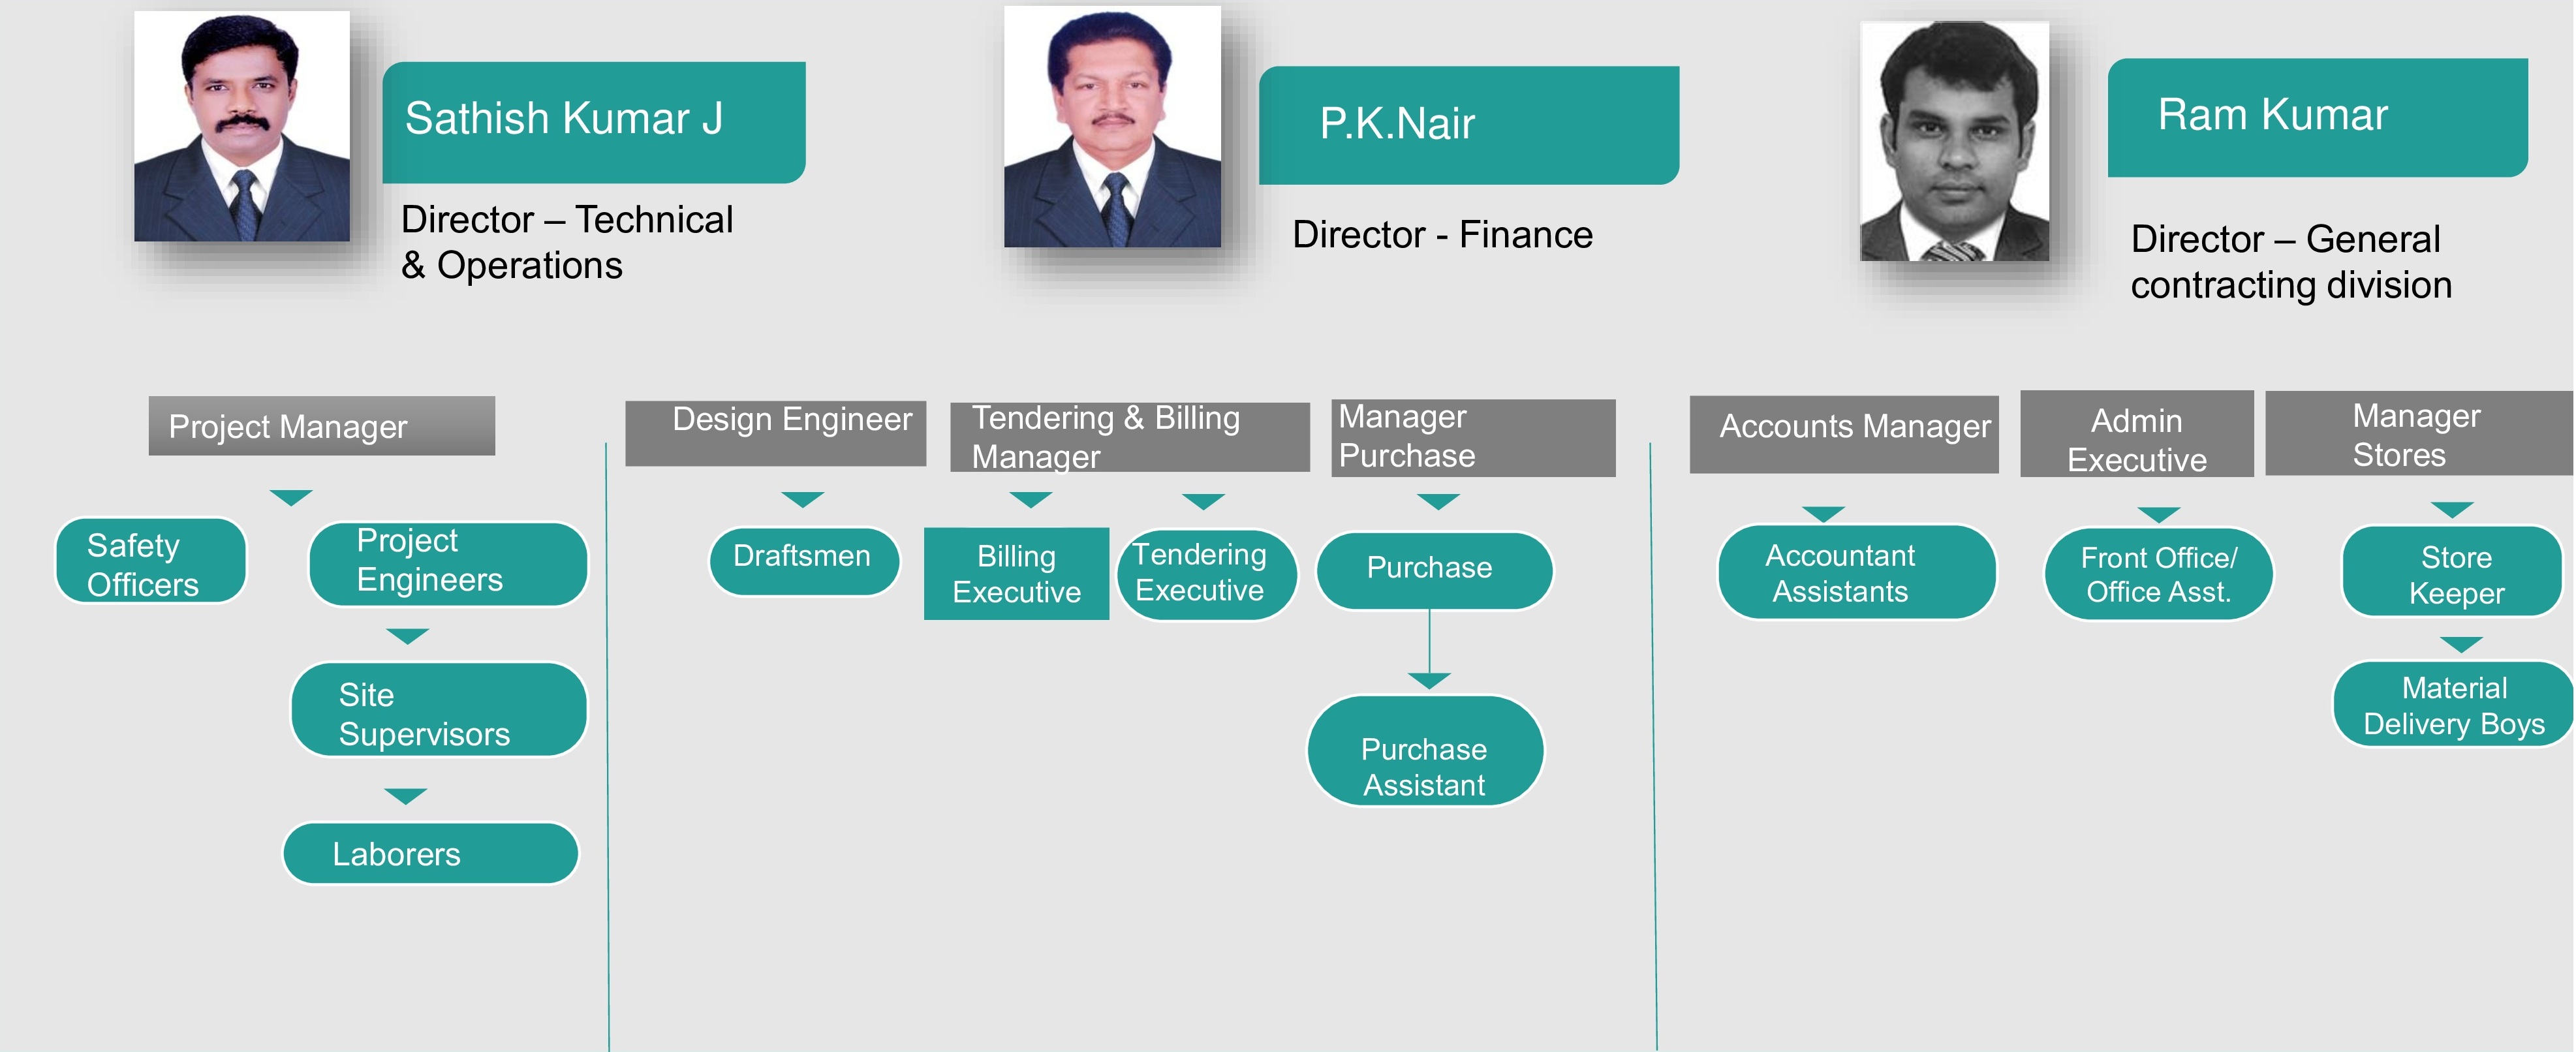 Sathish Kumar J
Director – Technical
& Operations
P.K.Nair
Director - Finance
Ram Kumar
Director – General
contracting division
Project Manager
Design Engineer
Tendering & Billing
Manager
Manager
Purchase
Accounts Manager
Admin
Executive
Manager
Stores
Safety
Officers
Project
Engineers
Draftsmen
Billing
Executive
Tendering
Executive
Purchase
Accountant
Assistants
Front Office/
Office Asst.
Store
Keeper
Site
Supervisors
Purchase
Assistant
Material
Delivery Boys
Laborers